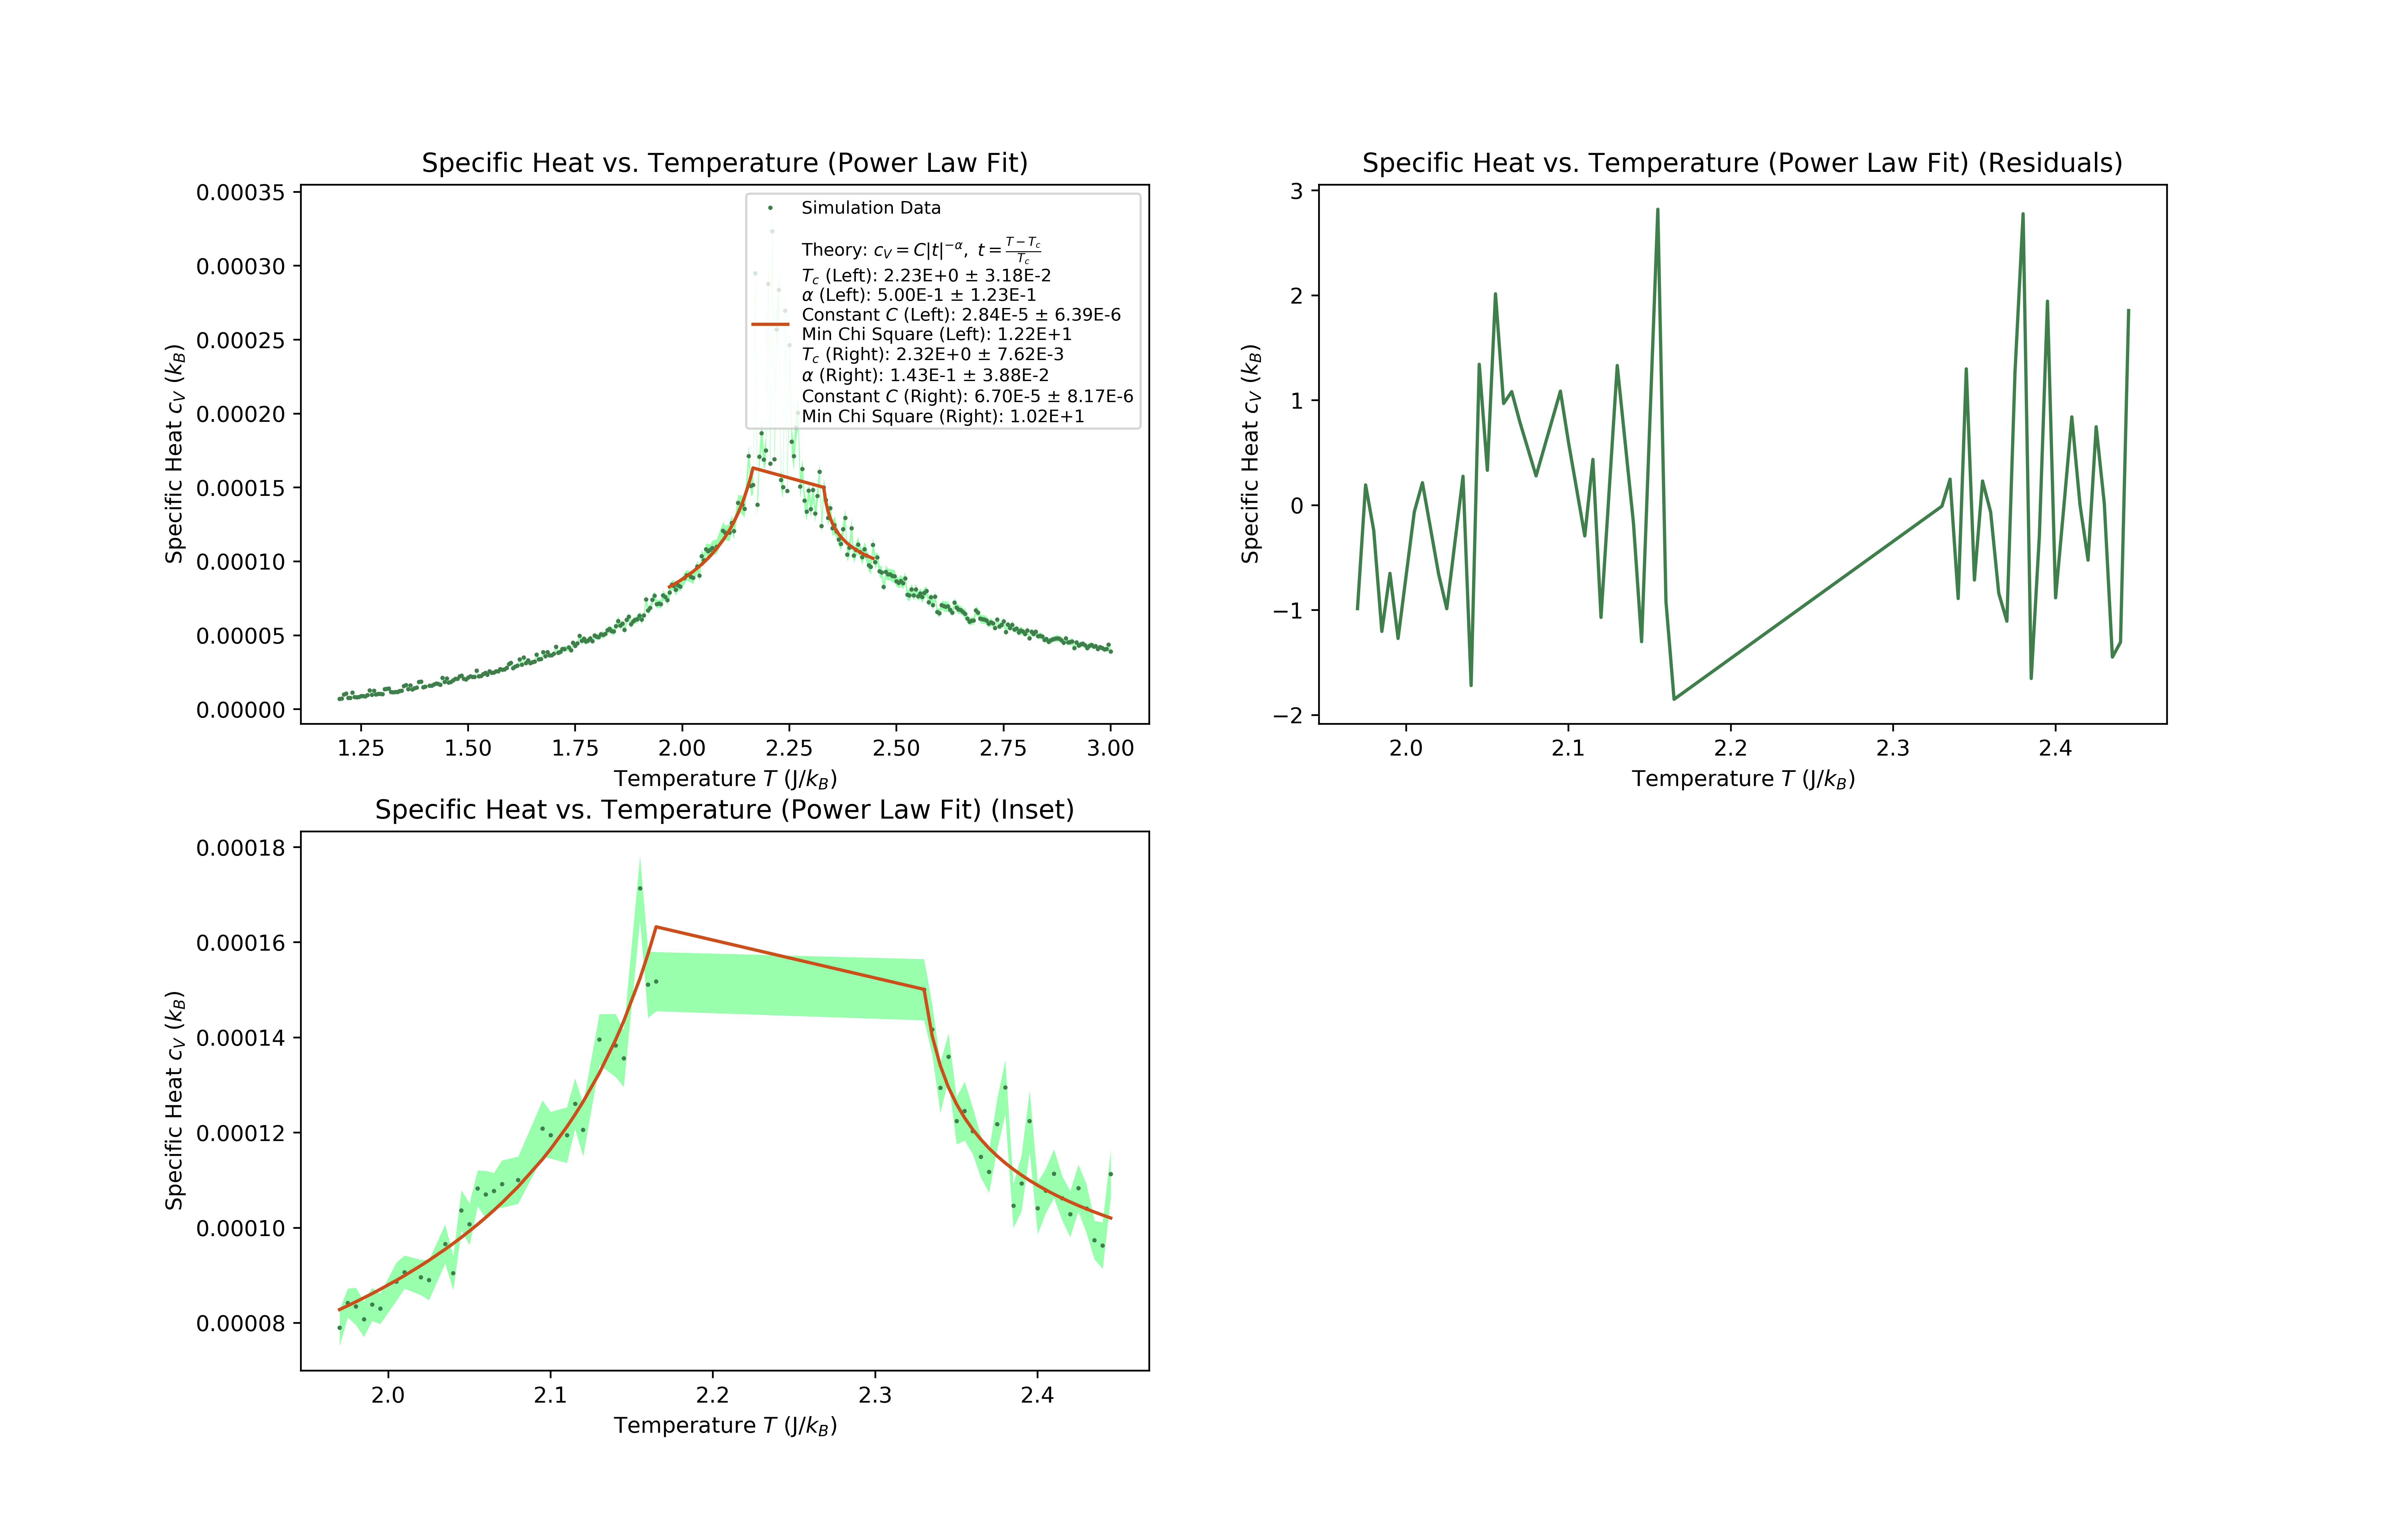 Specific Heat vs. Temperature (Power Law Fit)
Specific Heat c_V (k_B)
0.00035
0.00030
0.00025
0.00020
0.00015
0.00010
0.00005
0.00000
Simulation Data
Theory: c_V = C|t|^{-α}, t = \frac{T-T_c}{T_c}
T_c (Left): 2.23E+0 ± 3.18E-2
α (Left): 5.00E-1 ± 1.23E-1
Constant C (Left): 2.84E-5 ± 6.39E-6
Min Chi Square (Left): 1.22E+1
T_c (Right): 2.32E+0 ± 7.62E-3
α (Right): 1.43E-1 ± 3.88E-2
Constant C (Right): 6.70E-5 ± 8.17E-6
Min Chi Square (Right): 1.02E+1
1.25 1.50 1.75 2.00 2.25 2.50 2.75 3.00
Temperature T (J/k_B)
Specific Heat vs. Temperature (Power Law Fit) (Residuals)
Specific Heat c_V (k_B)
3
2
1
0
−1
−2
2.0 2.1 2.2 2.3 2.4
Temperature T (J/k_B)
Specific Heat vs. Temperature (Power Law Fit) (Inset)
Specific Heat c_V (k_B)
0.00018
0.00016
0.00014
0.00012
0.00010
0.00008
2.0 2.1 2.2 2.3 2.4
Temperature T (J/k_B)